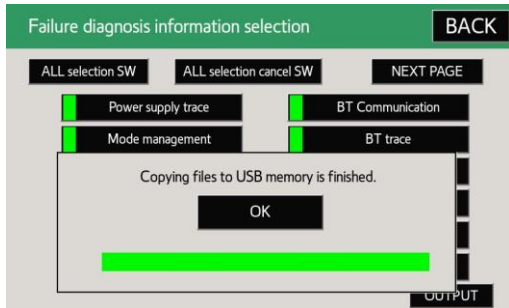 Failure diagnosis information selection
BACK
ALL selection SW
ALL selection cancel SW
NEXT PAGE
Power supply trace
BT Communication
Mode management
BT trace
Copying files to USB memory is finished.
OK
OUTPUT